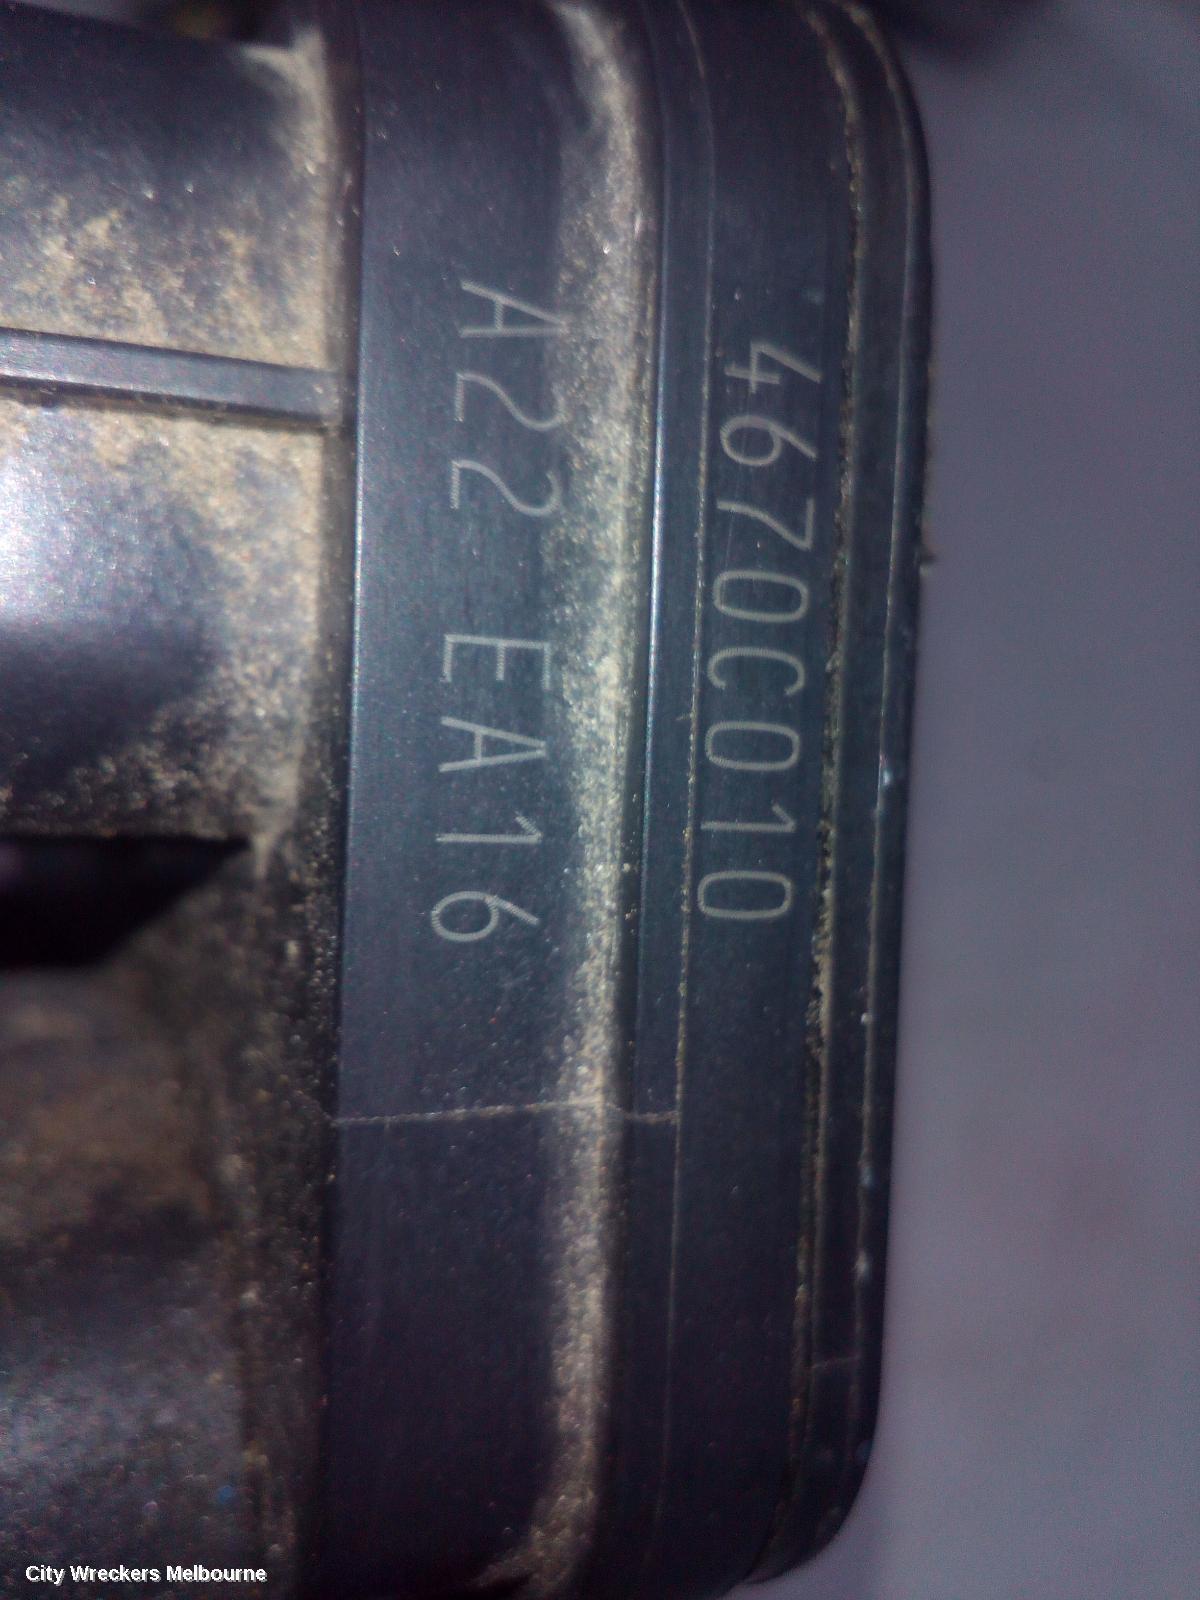 4670C010
A22 EA16
City Wreckers Melbourne